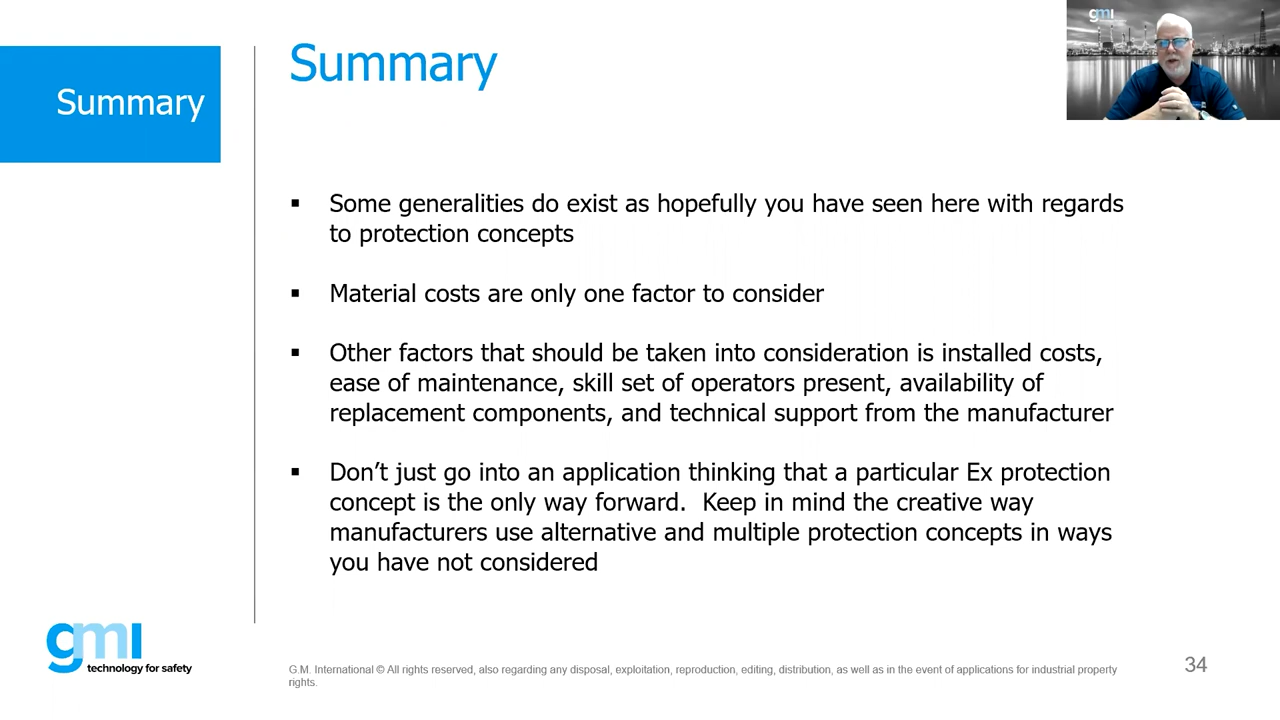 Summary
Summary
gmi
▪ Some generalities do exist as hopefully you have seen here with regards
to protection concepts
▪ Material costs are only one factor to consider
▪ Other factors that should be taken into consideration is installed costs,
ease of maintenance, skill set of operators present, availability of
replacement components, and technical support from the manufacturer
▪ Don’t just go into an application thinking that a particular Ex protection
concept is the only way forward.  Keep in mind the creative way
manufacturers use alternative and multiple protection concepts in ways
you have not considered
gmi
technology for safety
G.M. International © All rights reserved, also regarding any disposal, exploitation, reproduction, editing, distribution, as well as in the event of applications for industrial property
rights.
34